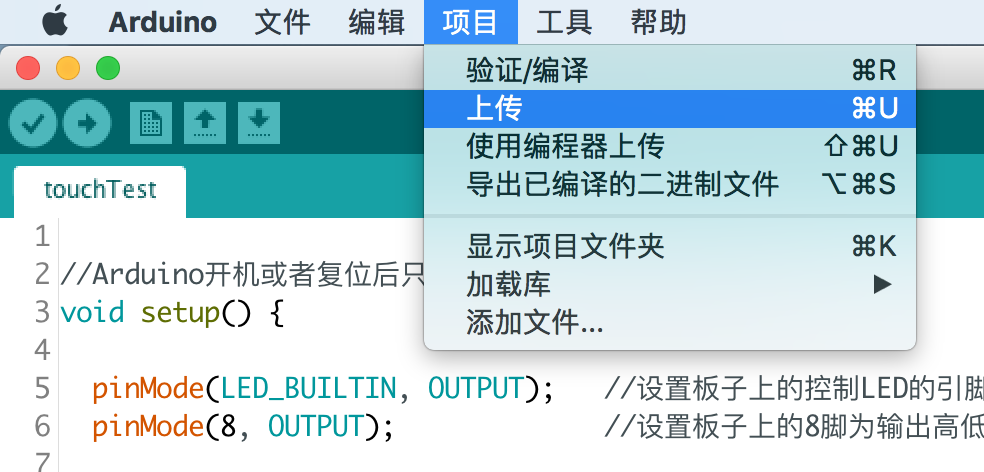 Arduino 文件 编辑 项目 工具 帮助
验证/编译 ⌘R
上传 ⌘U
使用编程器上传 ⇧⌘U
导出已编译的二进制文件 ⌥⌘S
显示项目文件夹 ⌘K
加载库 ▶
添加文件...
touchTest
1
2 //Arduino开机或者复位后只
3 void setup() {
4
5 pinMode(LED_BUILTIN, OUTPUT); //设置板子上的控制LED的引脚
6 pinMode(8, OUTPUT); //设置板子上的8脚为输出高低
7